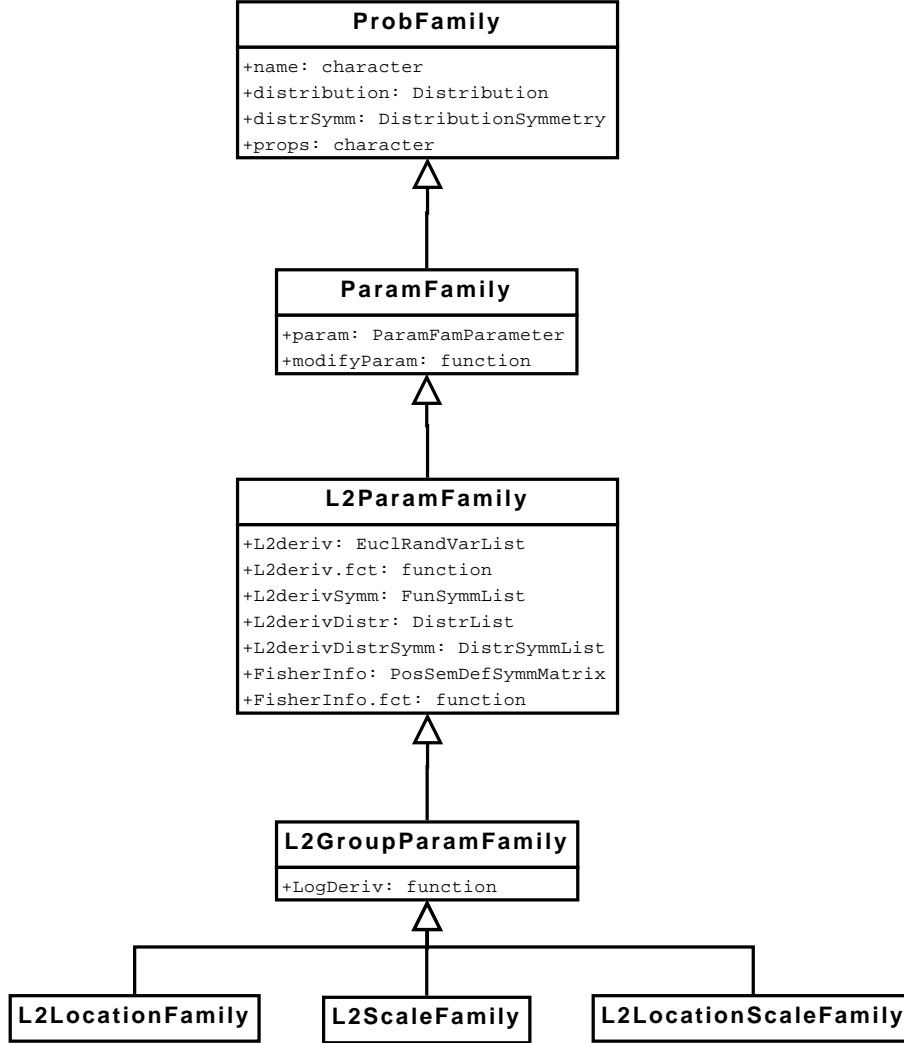 ProbFamily
+name: character
+distribution: Distribution
+distrSymm: DistributionSymmetry
+props: character
ParamFamily
+param: ParamFamParameter
+modifyParam: function
L2ParamFamily
+L2deriv: EuclRandVarList
+L2deriv.fct: function
+L2derivSymm: FunSymmList
+L2derivDistr: DistrList
+L2derivDistrSymm: DistrSymmList
+FisherInfo: PosSemDefSymmMatrix
+FisherInfo.fct: function
L2GroupParamFamily
+LogDeriv: function
L2LocationFamily
L2ScaleFamily
L2LocationScaleFamily